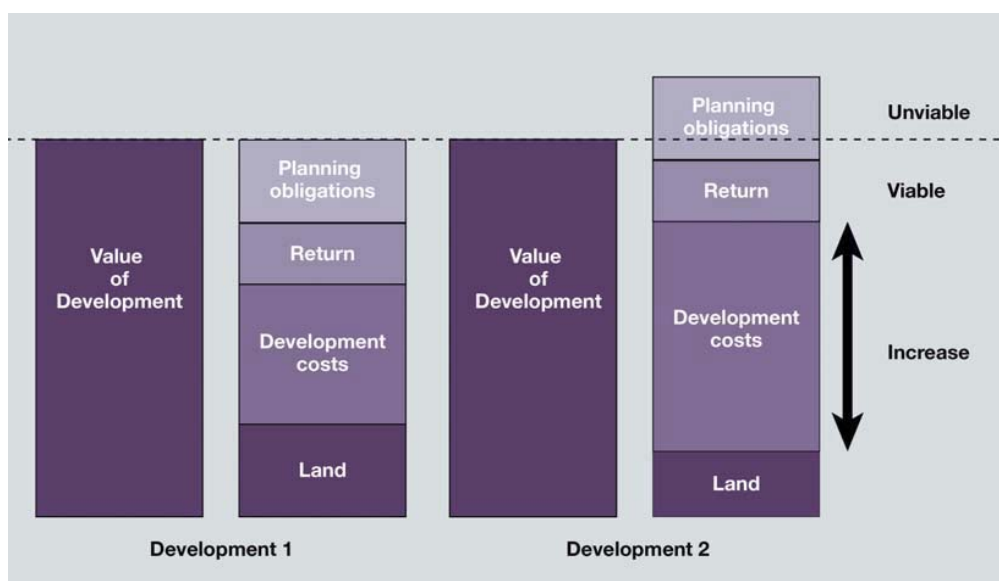 Value
of
Development
Planning
obligations
Return
Development
costs
Land
Development 1
Value
of
Development
Planning
obligations
Return
Development
costs
Land
Development 2
Unviable
Viable
Increase